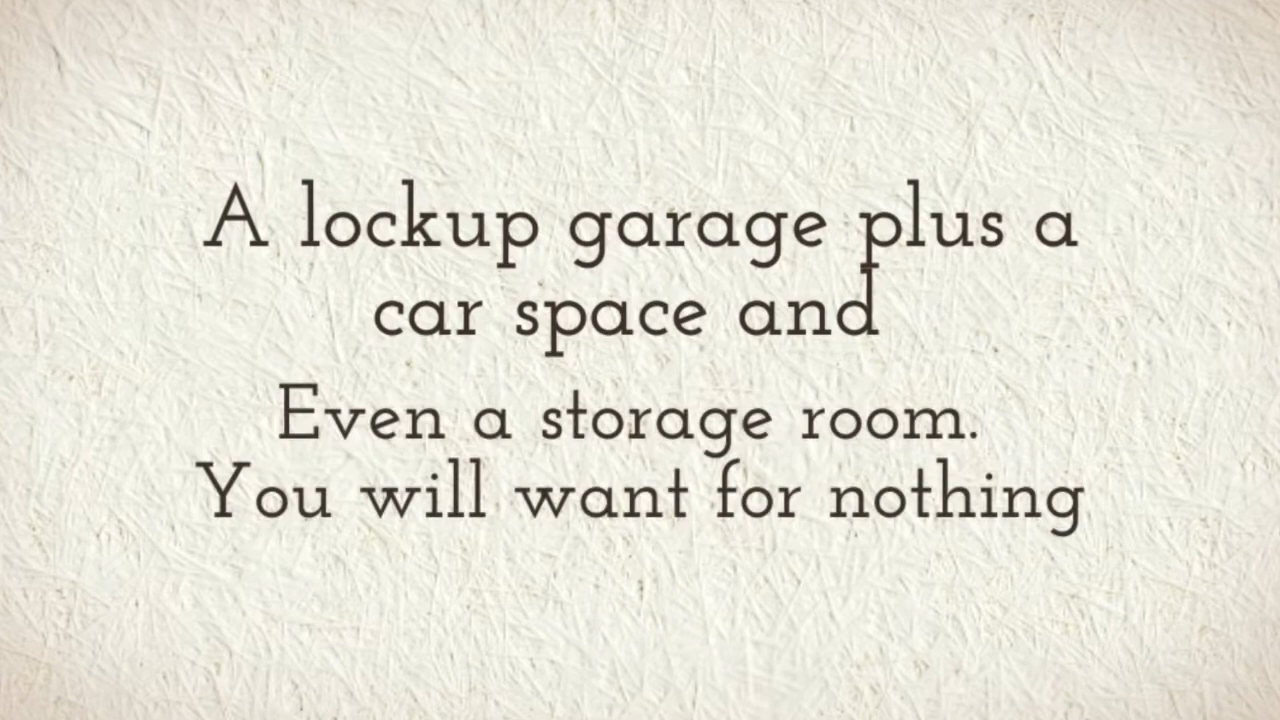 A lockup garage plus a
car space and
Even a storage room.
You will want for nothing